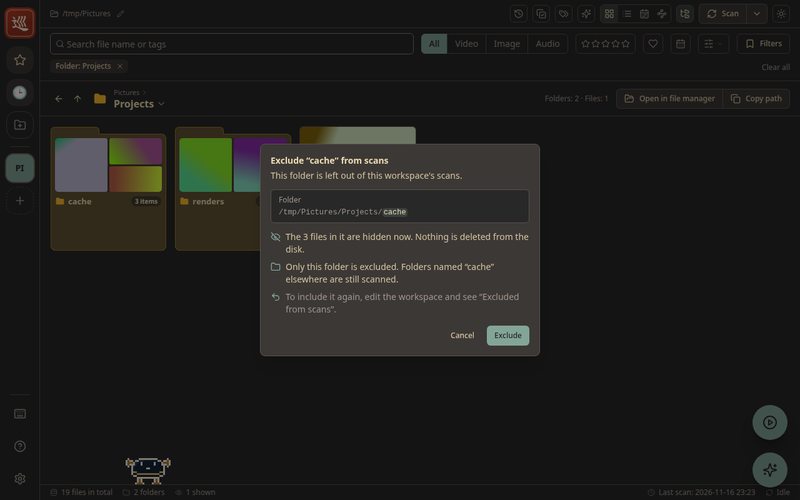 /tmp/Pictures
Scan
Search file name or tags
All
Video
Image
Audio
Filters
Folder: Projects
Clear all
Pictures
Projects
Folders: 2 · Files: 1
Open in file manager
Copy path
PI
cache
3 items
renders
Exclude “cache” from scans
This folder is left out of this workspace's scans.
Folder
/tmp/Pictures/Projects/cache
The 3 files in it are hidden now. Nothing is deleted from the
disk.
Only this folder is excluded. Folders named “cache”
elsewhere are still scanned.
To include it again, edit the workspace and see “Excluded
from scans”.
Cancel
Exclude
19 files in total
2 folders
1 shown
Last scan: 2026-11-16 23:23
Idle